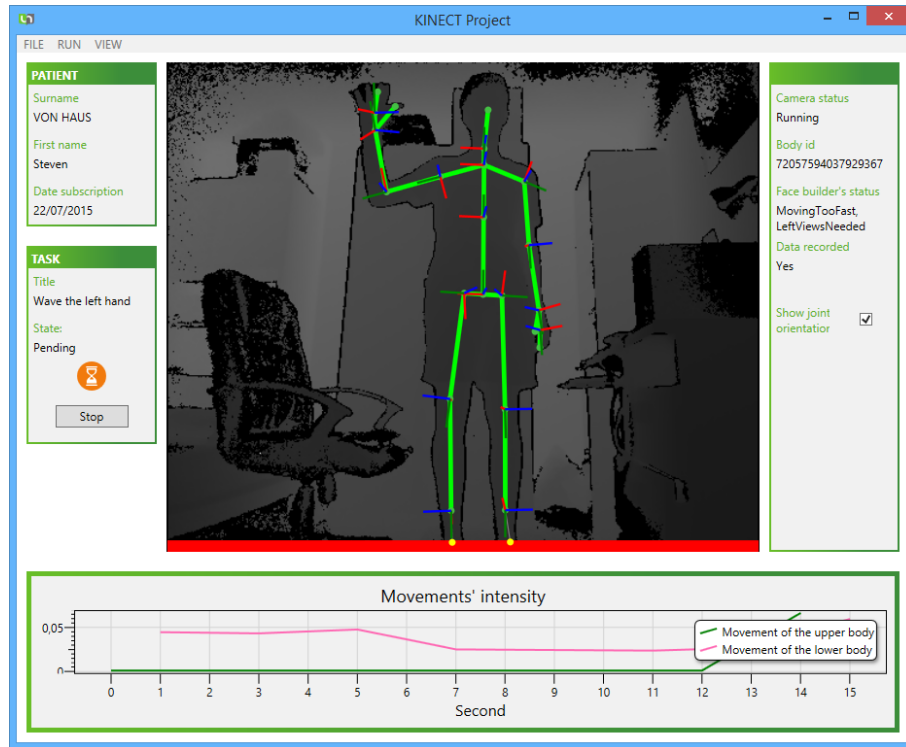 KINECT Project
FILE RUN VIEW
PATIENT
Surname
VON HAUS
First name
Steven
Date subscription
22/07/2015
TASK
Title
Wave the left hand
State:
Pending
Stop
Camera status
Running
Body id
72057594037929367
Face builder's status
MovingTooFast,
LeftViewsNeeded
Data recorded
Yes
Show joint
orientation
Movements' intensity
0,05
0
Movement of the upper body
Movement of the lower body
0 1 2 3 4 5 6 7 8 9 10 11 12 13 14 15
Second